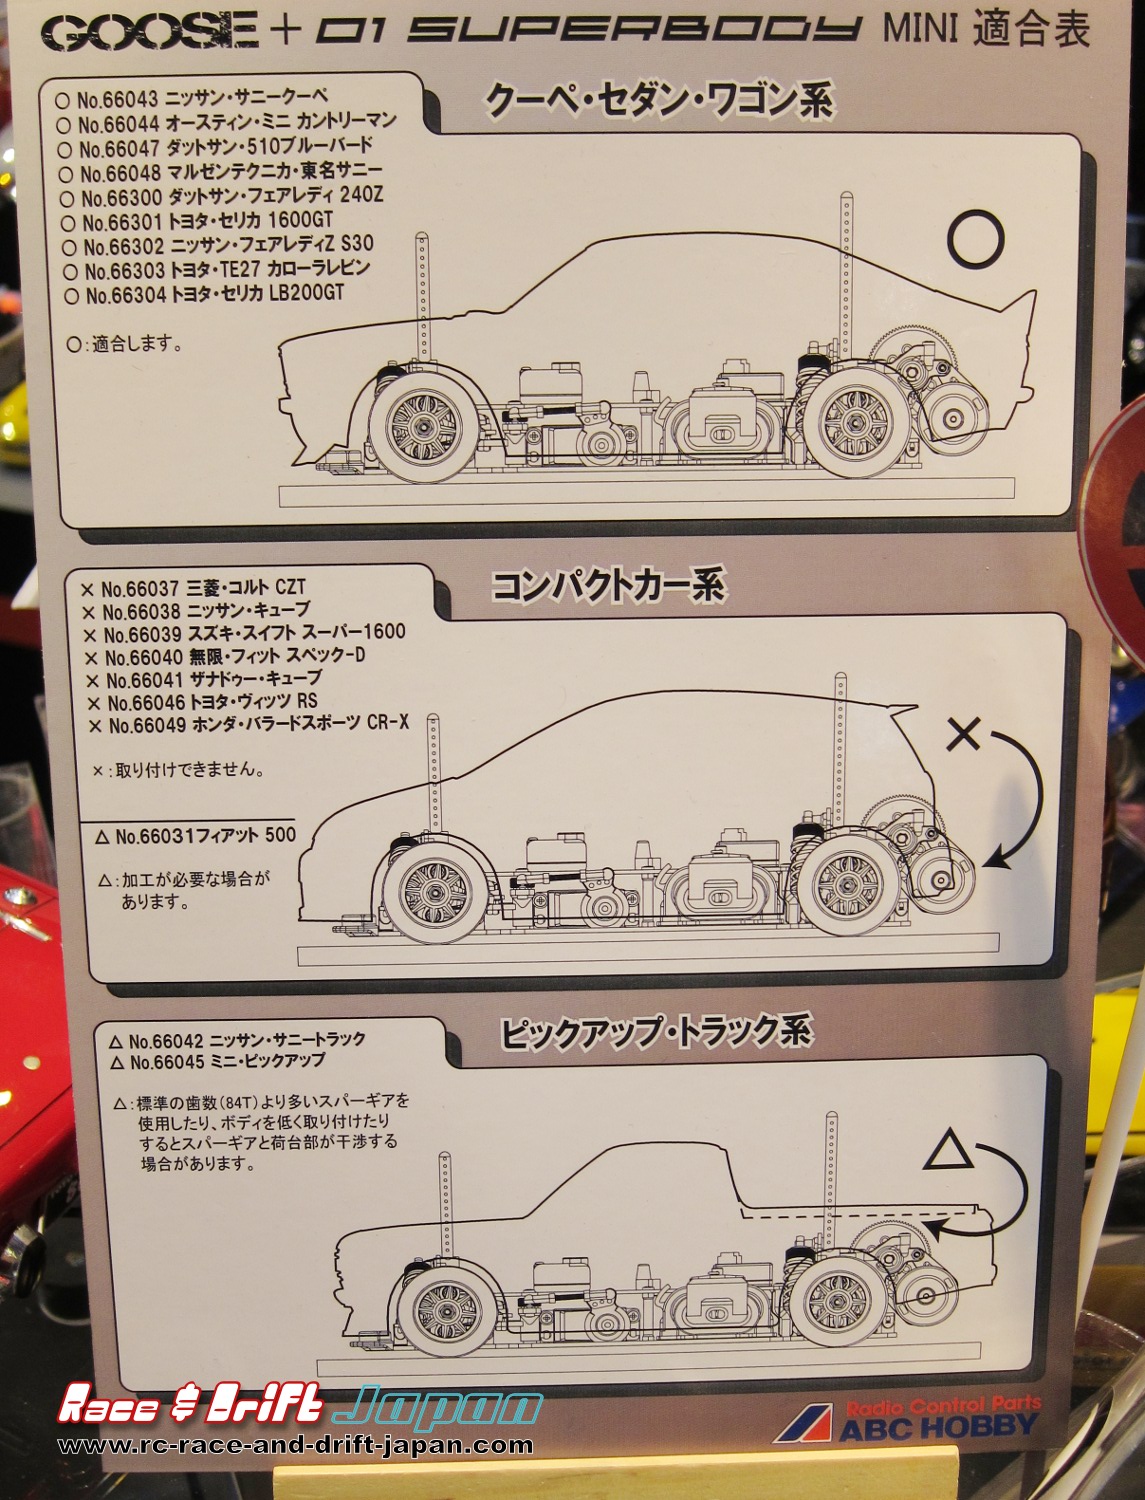 GOOSE + 01 SUPERBODY MINI 適合表
クーペ・セダン・ワゴン系
○ No.66043 ニッサン・サニークーペ
○ No.66044 オースティン・ミニ カントリーマン
○ No.66047 ダットサン・510ブルーバード
○ No.66048 マルゼンテクニカ・東名サニー
○ No.66300 ダットサン・フェアレディ 240Z
○ No.66301 トヨタ・セリカ 1600GT
○ No.66302 ニッサン・フェアレディZ S30
○ No.66303 トヨタ・TE27 カローラレビン
○ No.66304 トヨタ・セリカ LB200GT
○:適合します。
○
コンパクトカー系
× No.66037 三菱・コルト CZT
× No.66038 ニッサン・キューブ
× No.66039 スズキ・スイフト スーパー1600
× No.66040 無限・フィット スペック-D
× No.66041 ザナドゥー・キューブ
× No.66046 トヨタ・ヴィッツ RS
× No.66049 ホンダ・バラードスポーツ CR-X
×:取り付けできません。
×
△ No.66031フィアット 500
△:加工が必要な場合が
あります。
ピックアップ・トラック系
△ No.66042 ニッサン・サニートラック
△ No.66045 ミニ・ピックアップ
△:標準の歯数(84T)より多いスパーギアを
使用したり、ボディを低く取り付けたり
するとスパーギアと荷台部が干渉する
場合があります。
△
Race & Drift Japan
www.rc-race-and-drift-japan.com
Radio Control Parts
ABC HOBBY